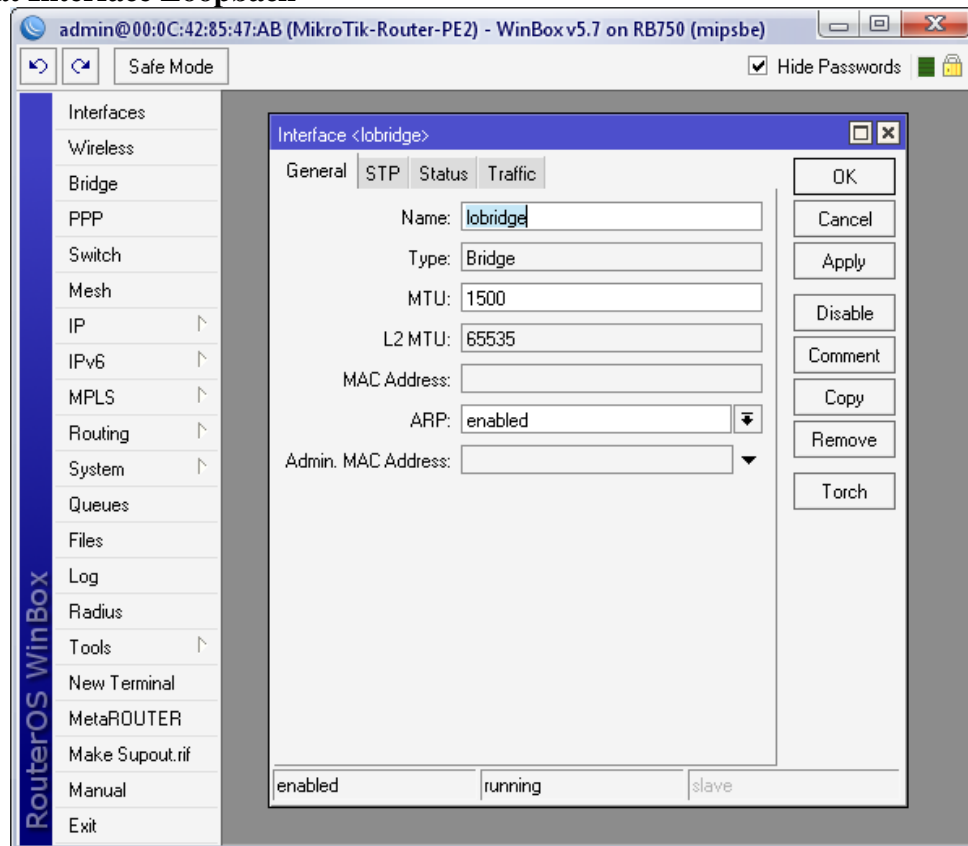 at Interface Loopback
admin@00:0C:42:85:47:AB (MikroTik-Router-PE2) - WinBox v5.7 on RB750 (mipsbe)
Safe Mode
Hide Passwords
Interfaces
Wireless
Bridge
PPP
Switch
Mesh
IP
IPv6
MPLS
Routing
System
Queues
Files
Log
Radius
Tools
New Terminal
MetaROUTER
Make Supout.rif
Manual
Exit
RouterOS WinBox
Interface <lobridge>
General STP Status Traffic
Name: lobridge
Type: Bridge
MTU: 1500
L2 MTU: 65535
MAC Address:
ARP: enabled
Admin. MAC Address:
OK
Cancel
Apply
Disable
Comment
Copy
Remove
Torch
enabled running slave